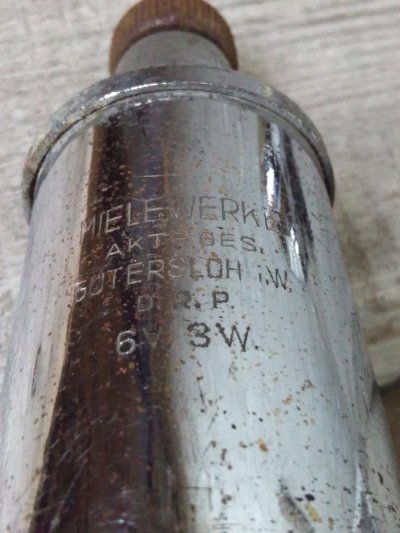 MIELEWERKE
AKT. GES.
GÜTERSLOH i.W.
D.R.P.
6V. 3W.